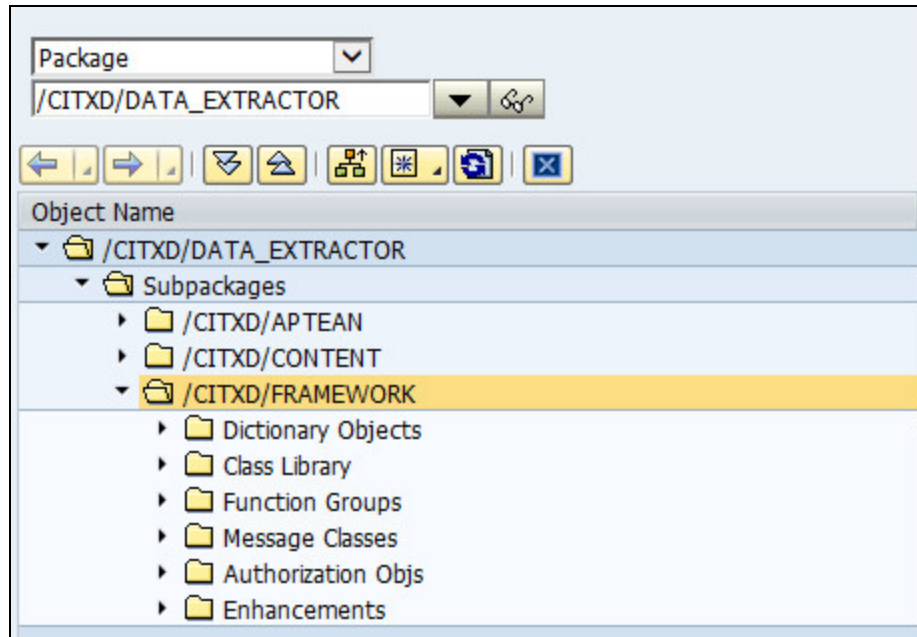 Package
/CITXD/DATA_EXTRACTOR
Object Name
/CITXD/DATA_EXTRACTOR
Subpackages
/CITXD/APTEAN
/CITXD/CONTENT
/CITXD/FRAMEWORK
Dictionary Objects
Class Library
Function Groups
Message Classes
Authorization Objs
Enhancements